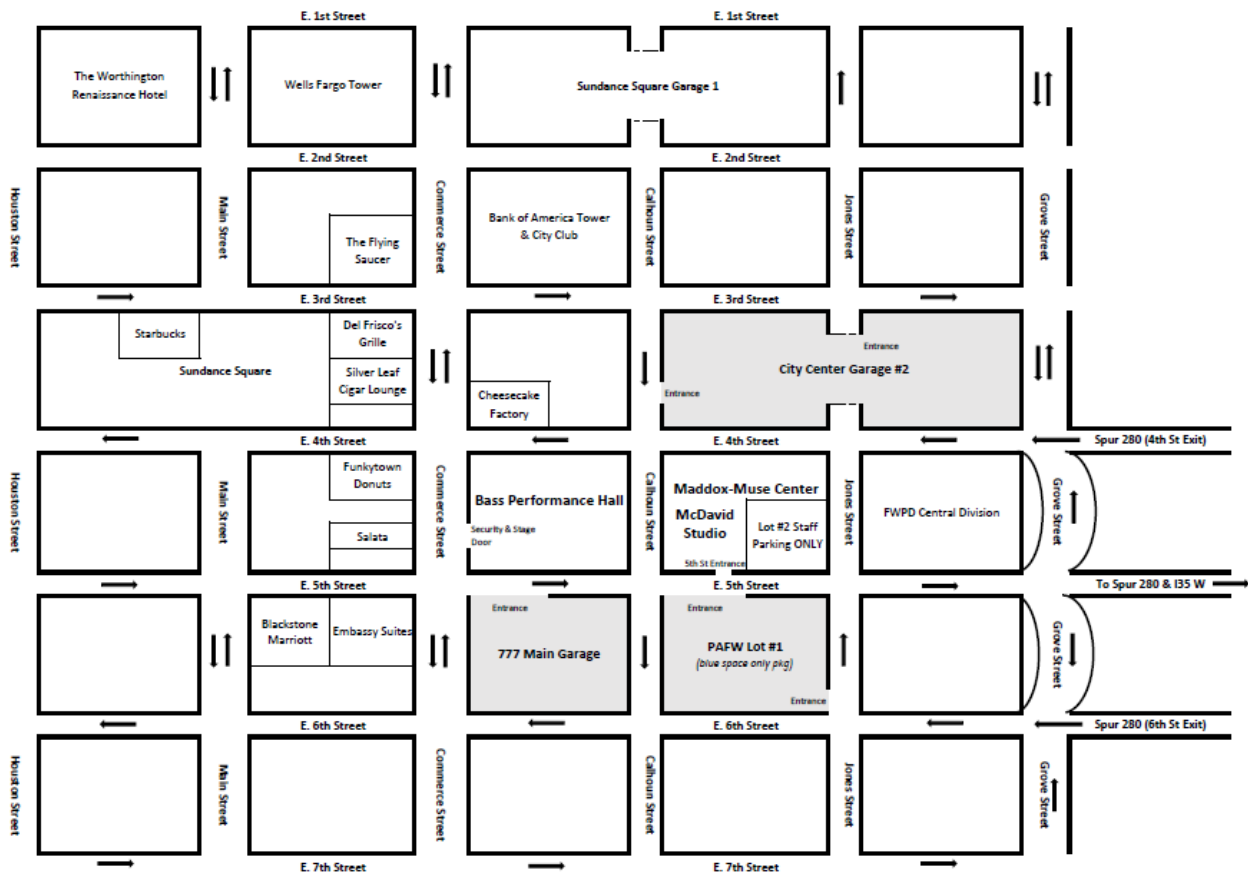 E. 1st Street
E. 1st Street
The Worthington
Renaissance Hotel
Wells Fargo Tower
Sundance Square Garage 1
E. 2nd Street
E. 2nd Street
Houston Street
Main Street
The Flying
Saucer
Commerce Street
Bank of America Tower
& City Club
Calhoun Street
Jones Street
Grove Street
E. 3rd Street
E. 3rd Street
Starbucks
Sundance Square
Del Frisco's
Grille
Silver Leaf
Cigar Lounge
Cheesecake
Factory
Entrance
Entrance
City Center Garage #2
E. 4th Street
E. 4th Street
Spur 280 (4th St Exit)
Houston Street
Main Street
Funkytown
Donuts
Salata
Commerce Street
Bass Performance Hall
Security & Stage
Door
Calhoun Street
Maddox-Muse Center
McDavid
Studio
Lot #2 Staff
Parking ONLY
5th St Entrance
Jones Street
FWPD Central Division
Grove Street
E. 5th Street
E. 5th Street
To Spur 280 & I35 W
Blackstone
Marriott
Embassy Suites
Entrance
777 Main Garage
Entrance
PAFW Lot #1
(blue space only pkg)
Entrance
Grove Street
E. 6th Street
E. 6th Street
Spur 280 (6th St Exit)
Houston Street
Main Street
Commerce Street
Calhoun Street
Jones Street
Grove Street
E. 7th Street
E. 7th Street